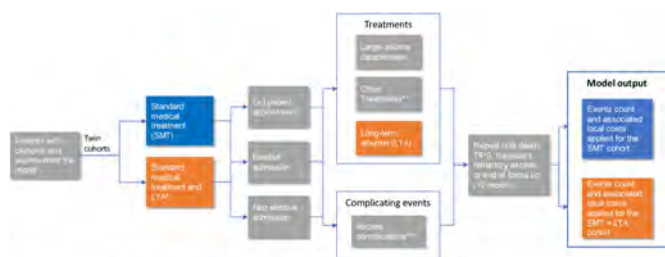 Treatments
Large volume
paracentesis
Other
Treatments**
Long-term
albumin (LTA)
Complicating events
Ascites
complications***
Model output
Events count
and associated
local costs
applied for the
SMT cohort
Events count
and associated
local costs
applied for the
SMT + LTA
cohort
Twin
cohorts
Standard
medical
treatment
(SMT)
Standard
medical
treatment and
LTA*
Outpatient
appointment
Elective
admission
Non elective
admission
Patients with
cirrhosis and
ascites enter the
model
Repeat until death,
TIPS, transplant,
refractory ascites
or end of follow up